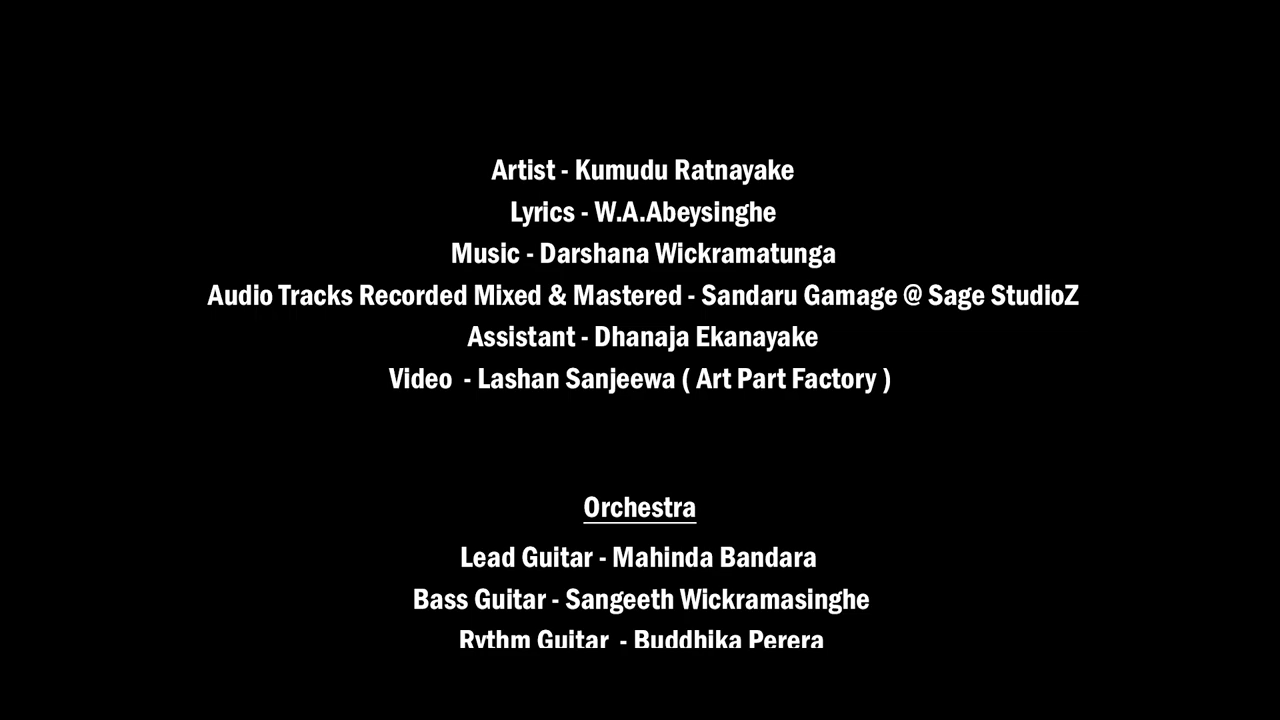 Artist - Kumudu Ratnayake
Lyrics - W.A.Abeysinghe
Music - Darshana Wickramatunga
Audio Tracks Recorded Mixed & Mastered - Sandaru Gamage @ Sage StudioZ
Assistant - Dhanaja Ekanayake
Video  - Lashan Sanjeewa ( Art Part Factory )
Orchestra
Lead Guitar - Mahinda Bandara
Bass Guitar - Sangeeth Wickramasinghe
Rythm Guitar  - Buddhika Perera